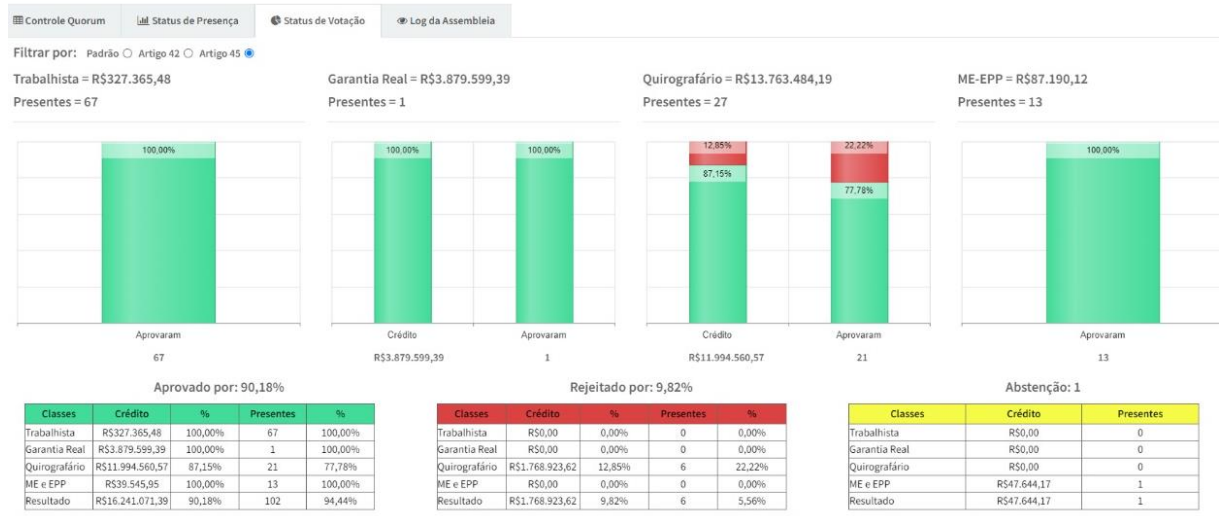 Controle Quorum Status de Presença Status de Votação Log da Assembleia
Filtrar por: Padrão Artigo 42 Artigo 45
Trabalhista = R$327.365,48 Garantia Real = R$3.879.599,39 Quirografário = R$13.763.484,19 ME-EPP = R$87.190,12
Presentes = 67 Presentes = 1 Presentes = 27 Presentes = 13
100,00% 100,00% 100,00% 12,85% 22,22% 100,00%
87,15%
77,78%
Aprovaram Crédito Aprovaram Crédito Aprovaram Aprovaram
67 R$3.879.599,39 1 R$11.994.560,57 21 13
Aprovado por: 90,18% Rejeitado por: 9,82% Abstenção: 1
Classes Crédito % Presentes % Classes Crédito % Presentes % Classes Crédito Presentes
Trabalhista R$327.365,48 100,00% 67 100,00% Trabalhista R$0,00 0,00% 0 0,00% Trabalhista R$0,00 0
Garantia Real R$3.879.599,39 100,00% 1 100,00% Garantia Real R$0,00 0,00% 0 0,00% Garantia Real R$0,00 0
Quirografário R$11.994.560,57 87,15% 21 77,78% Quirografário R$1.768.923,62 12,85% 6 22,22% Quirografário R$0,00 0
ME e EPP R$39.545,95 100,00% 13 100,00% ME e EPP R$0,00 0,00% 0 0,00% ME e EPP R$47.644,17 1
Resultado R$16.241.071,39 90,18% 102 94,44% Resultado R$1.768.923,62 9,82% 6 5,56% Resultado R$47.644,17 1